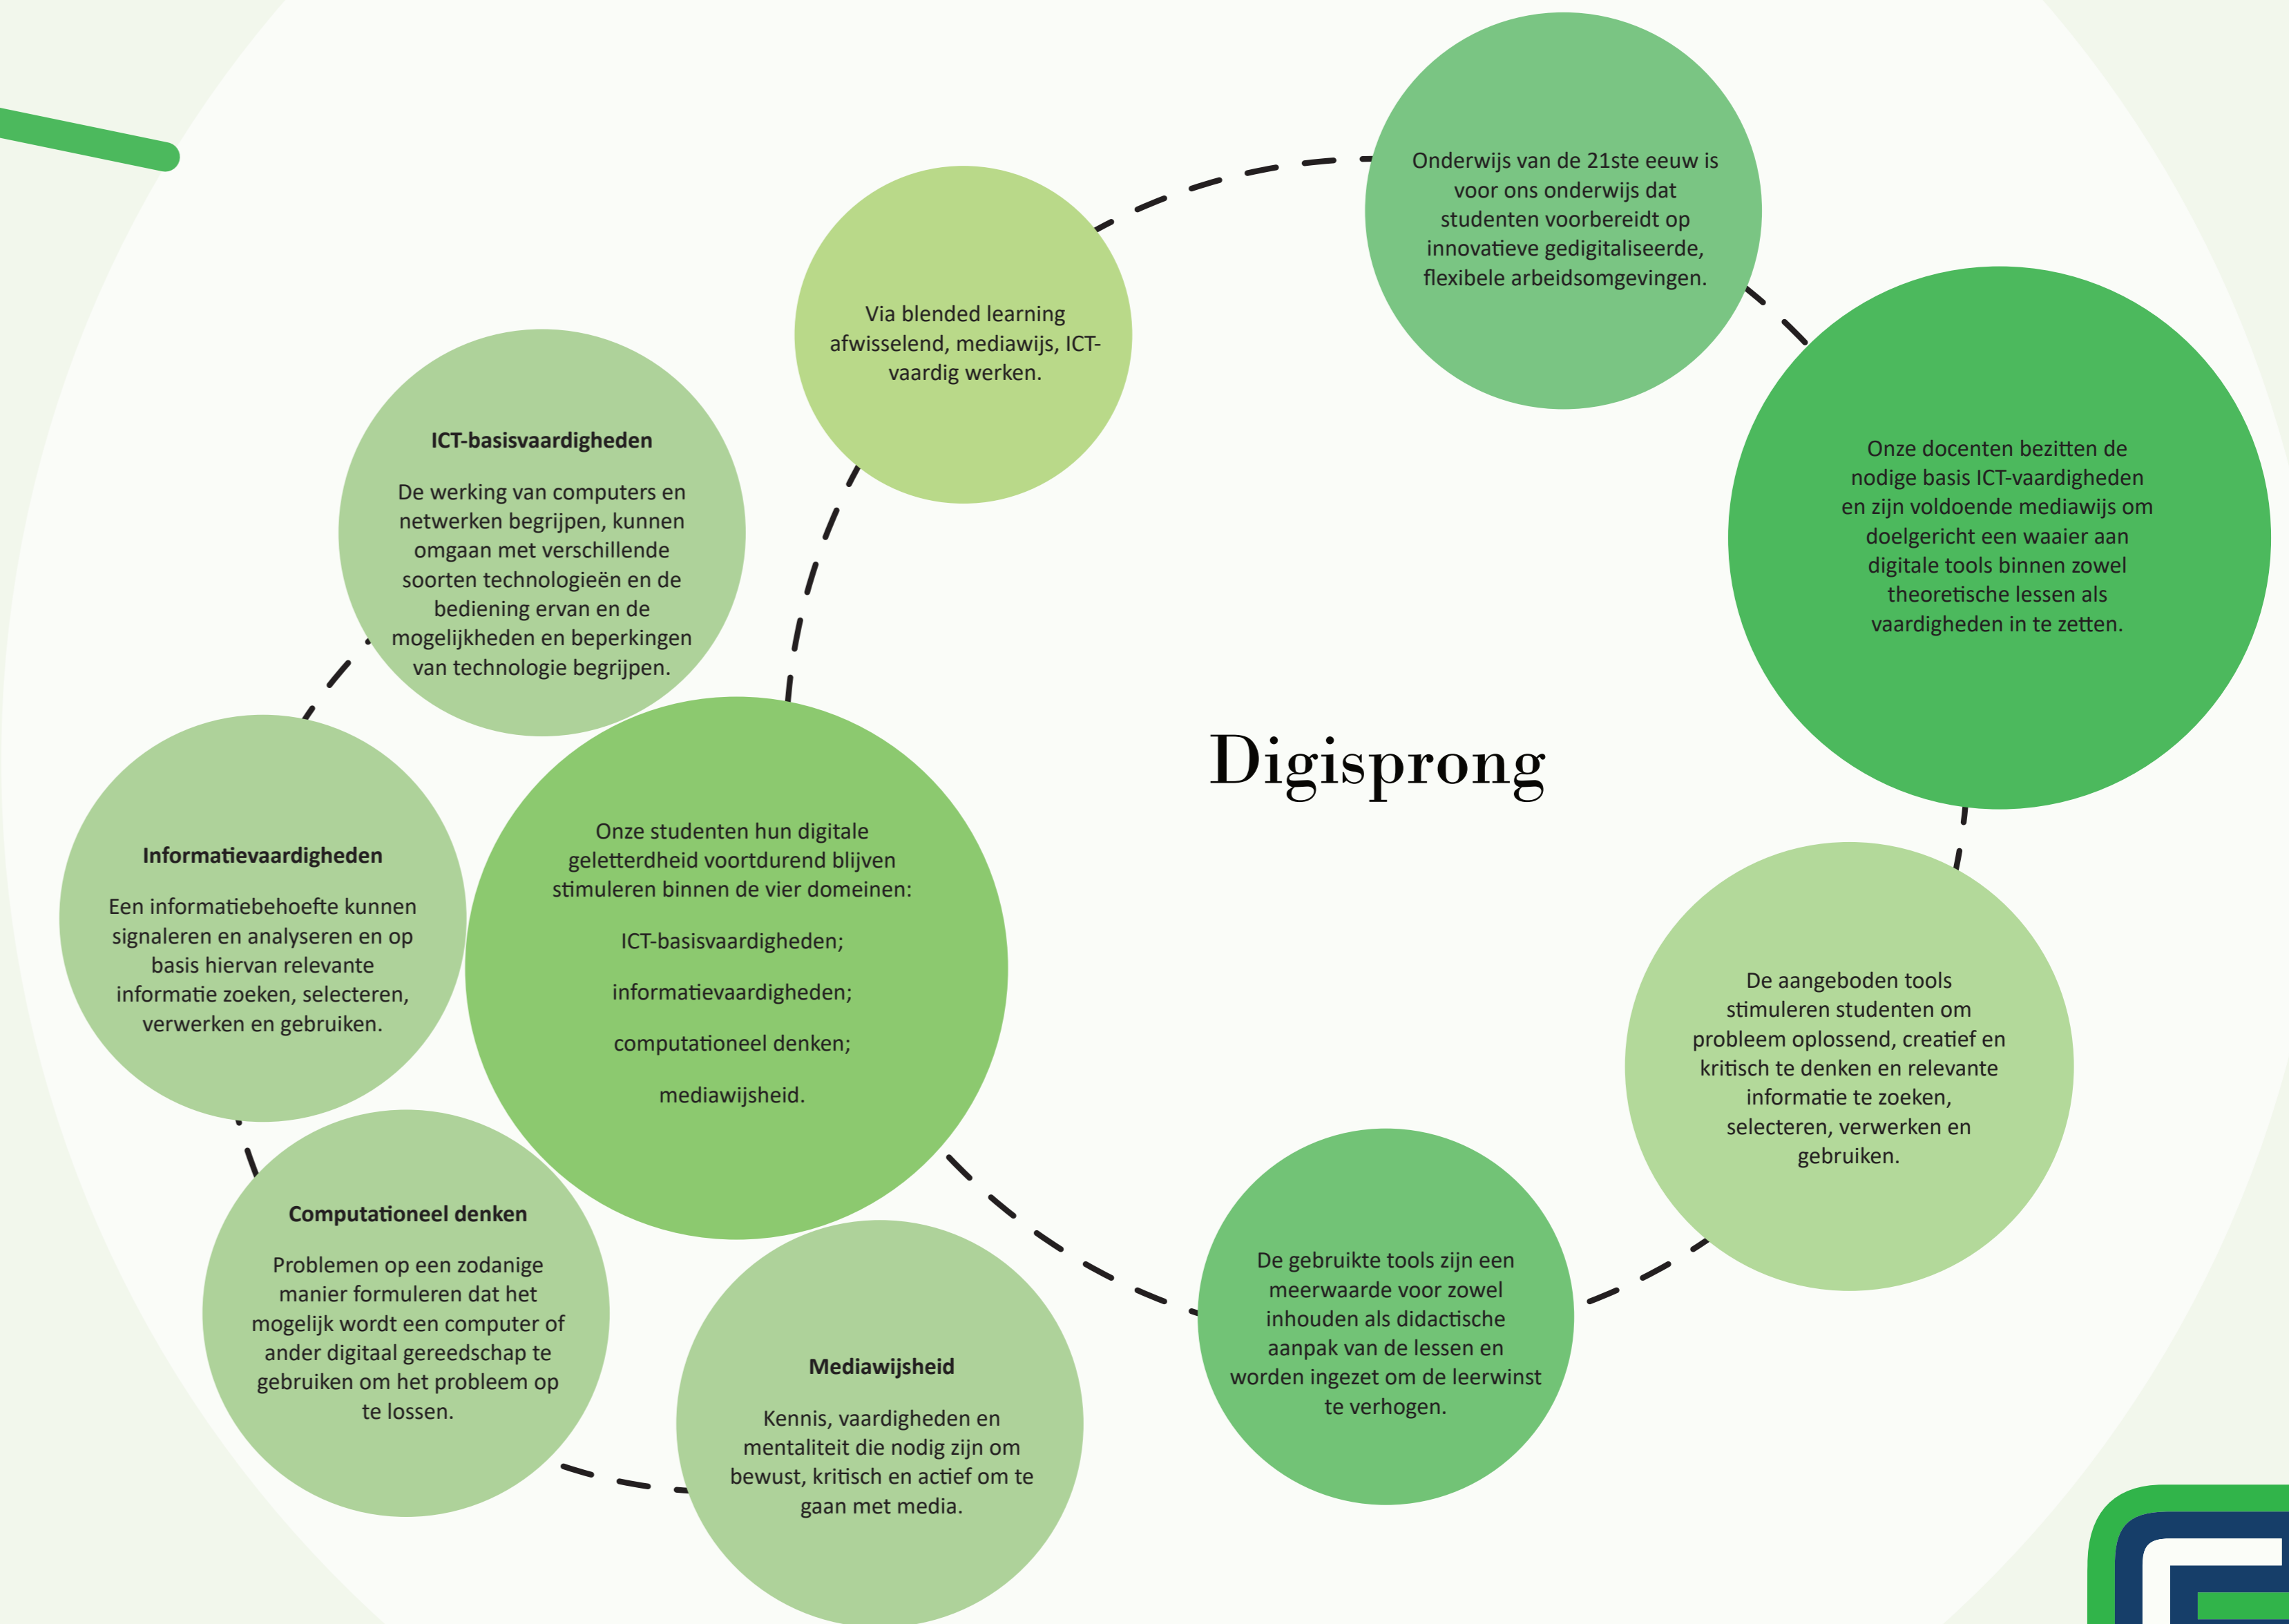 Onderwijs van de 21ste eeuw is
voor ons onderwijs dat
studenten voorbereidt op
innovatieve gedigitaliseerde,
flexibele arbeidsomgevingen.
Via blended learning
afwisselend, mediawijs, ICT-
vaardig werken.
ICT-basisvaardigheden
De werking van computers en
netwerken begrijpen, kunnen
omgaan met verschillende
soorten technologieën en de
bediening ervan en de
mogelijkheden en beperkingen
van technologie begrijpen.
Onze docenten bezitten de
nodige basis ICT-vaardigheden
en zijn voldoende mediawijs om
doelgericht een waaier aan
digitale tools binnen zowel
theoretische lessen als
vaardigheden in te zetten.
Digisprong
Informatievaardigheden
Een informatiebehoefte kunnen
signaleren en analyseren en op
basis hiervan relevante
informatie zoeken, selecteren,
verwerken en gebruiken.
Onze studenten hun digitale
geletterdheid voortdurend blijven
stimuleren binnen de vier domeinen:
ICT-basisvaardigheden;
informatievaardigheden;
computationeel denken;
mediawijsheid.
De aangeboden tools
stimuleren studenten om
probleem oplossend, creatief en
kritisch te denken en relevante
informatie te zoeken,
selecteren, verwerken en
gebruiken.
Computationeel denken
Problemen op een zodanige
manier formuleren dat het
mogelijk wordt een computer of
ander digitaal gereedschap te
gebruiken om het probleem op
te lossen.
Mediawijsheid
Kennis, vaardigheden en
mentaliteit die nodig zijn om
bewust, kritisch en actief om te
gaan met media.
De gebruikte tools zijn een
meerwaarde voor zowel
inhouden als didactische
aanpak van de lessen en
worden ingezet om de leerwinst
te verhogen.